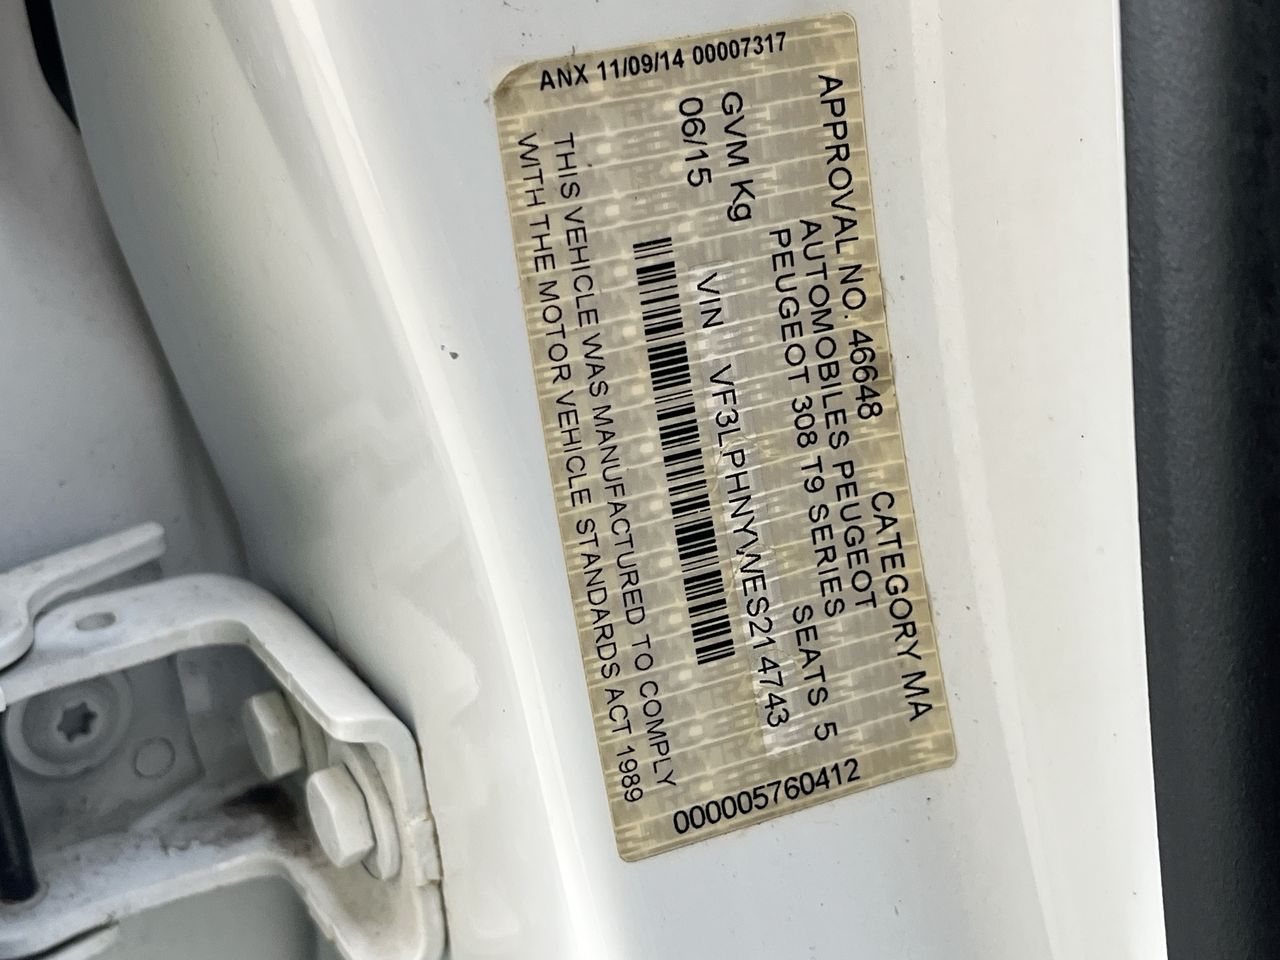 ANX 11/09/14 00007317
APPROVAL NO. 46648 CATEGORY MA
AUTOMOBILES PEUGEOT
PEUGEOT 308 T9 SERIES SEATS 5
GVM Kg
VIN VF3LPHNYWES214743
06/15
THIS VEHICLE WAS MANUFACTURED TO COMPLY
WITH THE MOTOR VEHICLE STANDARDS ACT 1989
000005760412